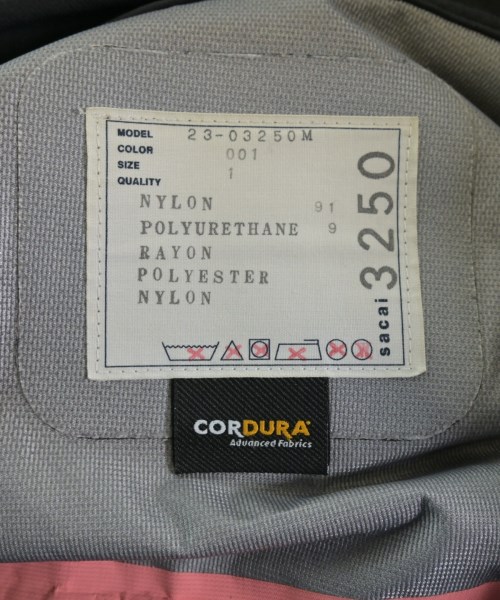 MODEL 23-03250M
COLOR 001
SIZE 1
QUALITY
NYLON 91
POLYURETHANE 9
RAYON
POLYESTER
NYLON
sacai 3250
CORDURA®
Advanced Fabrics